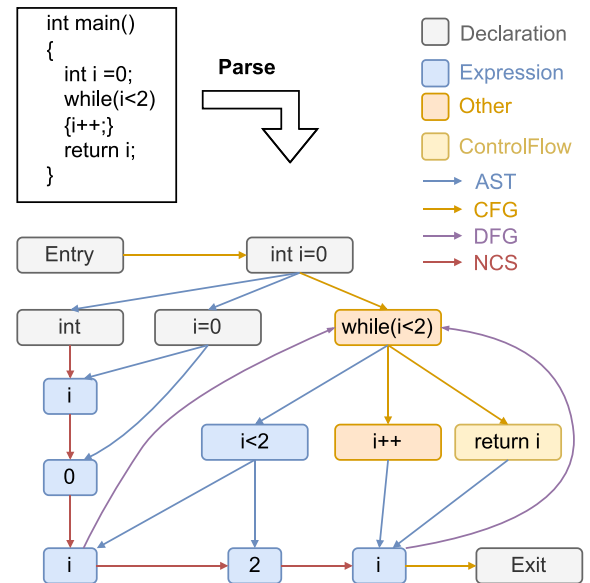 int main()
{
int i =0;
while(i<2)
{i++;}
return i;
}
Parse
Declaration
Expression
Other
ControlFlow
AST
CFG
DFG
NCS
Entry
int i=0
int
i=0
while(i<2)
i
i<2
i++
return i
0
i
2
i
Exit